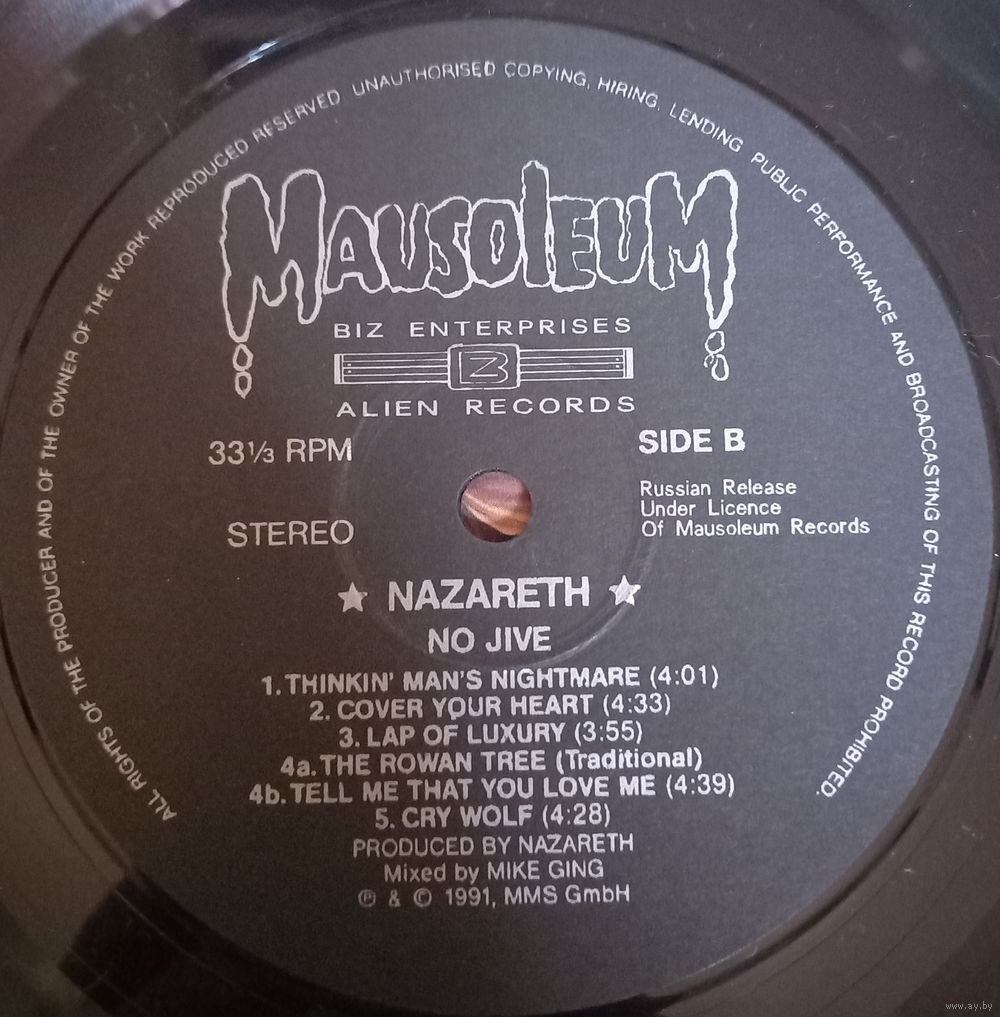 ALL RIGHTS OF THE PRODUCER AND OF THE OWNER OF THE WORK REPRODUCED RESERVED UNAUTHORISED COPYING, HIRING, LENDING PUBLIC PERFORMANCE AND BROADCASTING OF THIS RECORD PROHIBITED.
MAUSOLEUM
BIZ ENTERPRISES
B
ALIEN RECORDS
33⅓ RPM
SIDE B
Russian Release
Under Licence
Of Mausoleum Records
STEREO
★ NAZARETH ★
NO JIVE
1. THINKIN' MAN'S NIGHTMARE (4:01)
2. COVER YOUR HEART (4:33)
3. LAP OF LUXURY (3:55)
4a. THE ROWAN TREE (Traditional)
4b. TELL ME THAT YOU LOVE ME (4:39)
5. CRY WOLF (4:28)
PRODUCED BY NAZARETH
Mixed by MIKE GING
℗ & © 1991, MMS GmbH
www.ay.by